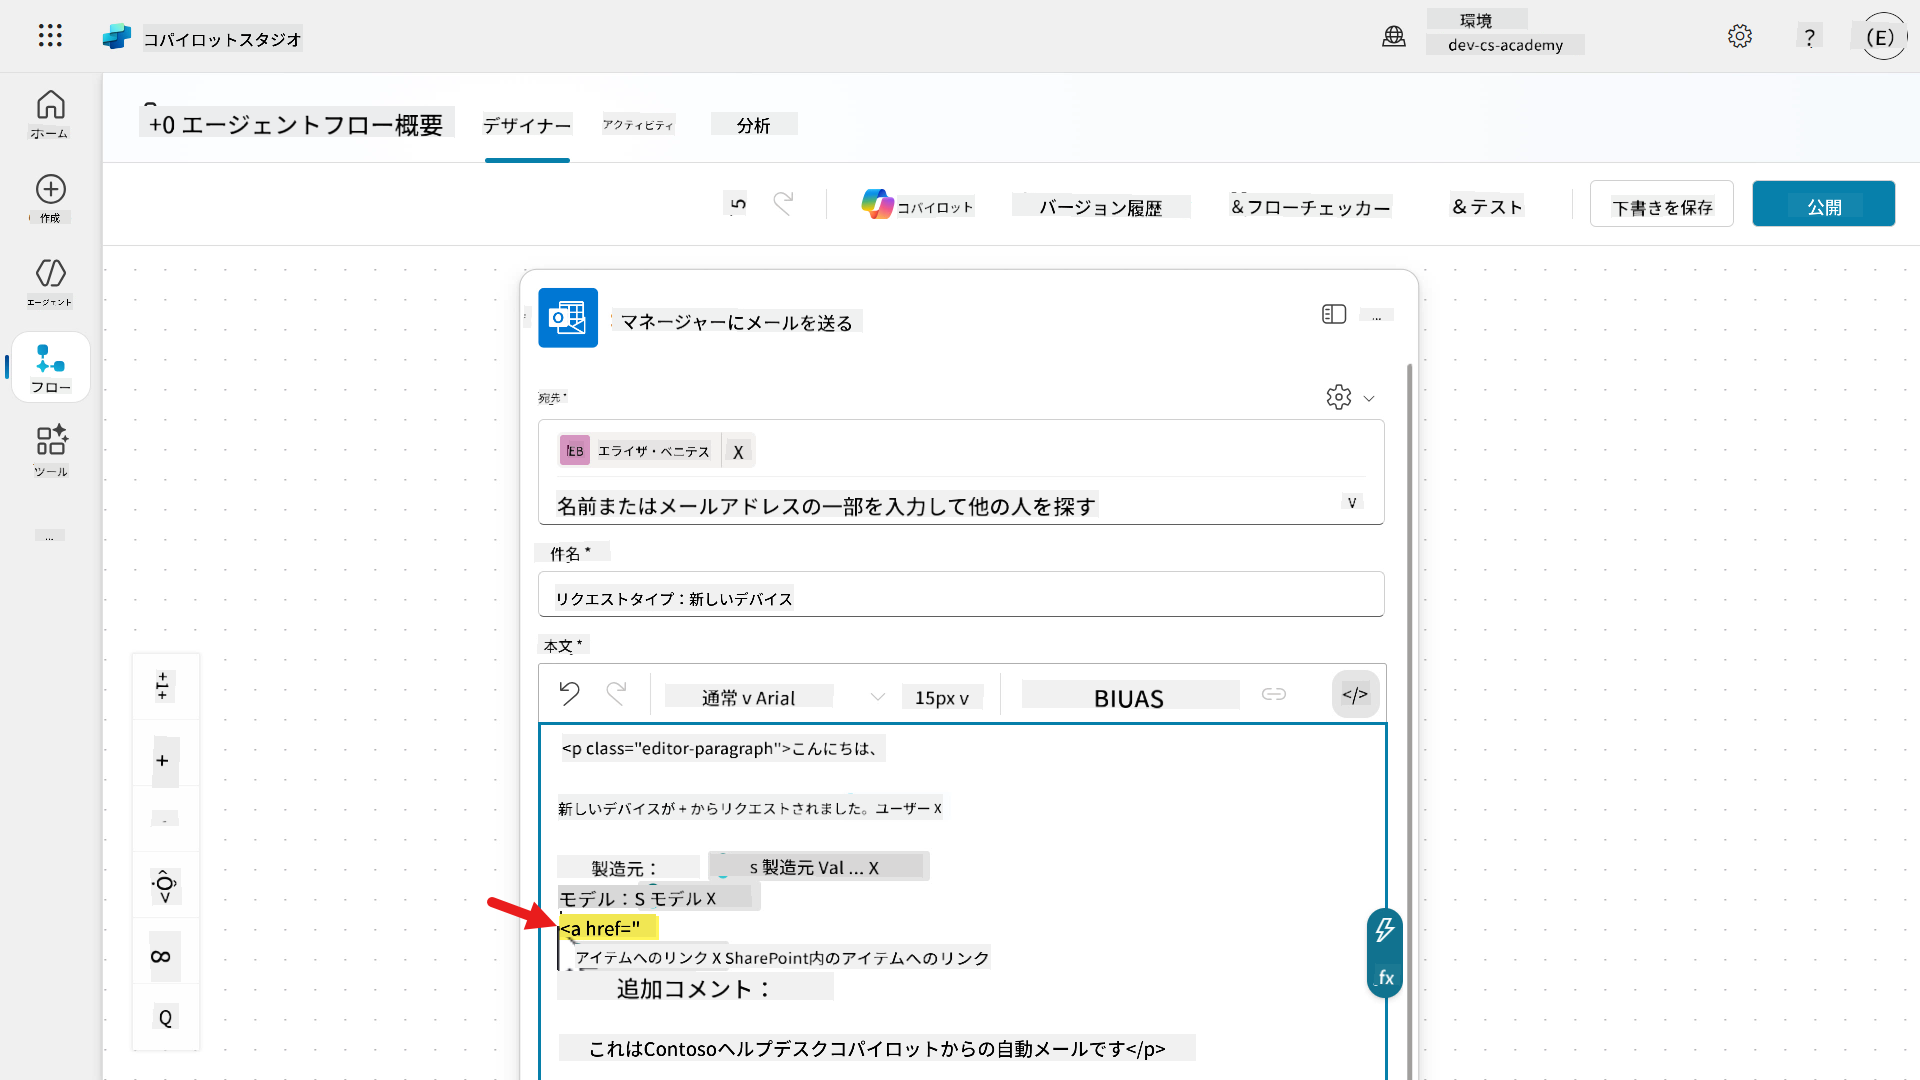 コパイロットスタジオ
環境
dev-cs-academy
?
(E)
ホーム
作成
エージェント
フロー
ツール
...
+0 エージェントフロー概要
デザイナー
アクティビティ
分析
5
コパイロット
バージョン履歴
&フローチェッカー
&テスト
下書きを保存
公開
マネージャーにメールを送る
...
宛先 *
EB エライザ・ベニテス X
名前またはメールアドレスの一部を入力して他の人を探す
V
件名 *
リクエストタイプ：新しいデバイス
本文 *
通常 v Arial
15px v
BIUAS
</>
<p class="editor-paragraph">こんにちは、
新しいデバイスが + からリクエストされました。ユーザー X
製造元： s 製造元 Val ... X
モデル：S モデル X
<a href="
アイテムへのリンク X SharePoint内のアイテムへのリンク
追加コメント：
これはContosoヘルプデスクコパイロットからの自動メールです</p>
fx
+1+
+
-
8
Q